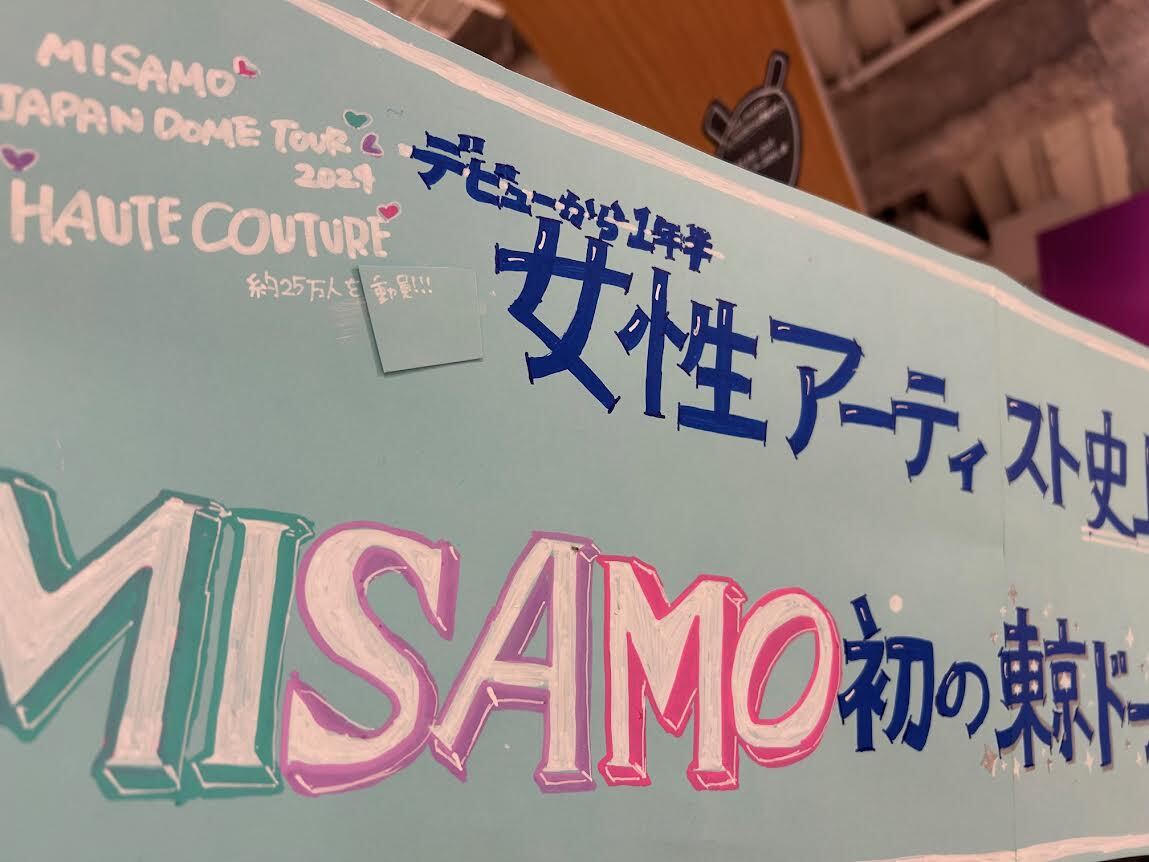 MISAMO
JAPAN DOME TOUR
2024
HAUTE COUTURE
約25万人を動員!!!
デビューから1年半
女性アーティスト史上
MISAMO初の東京ドー